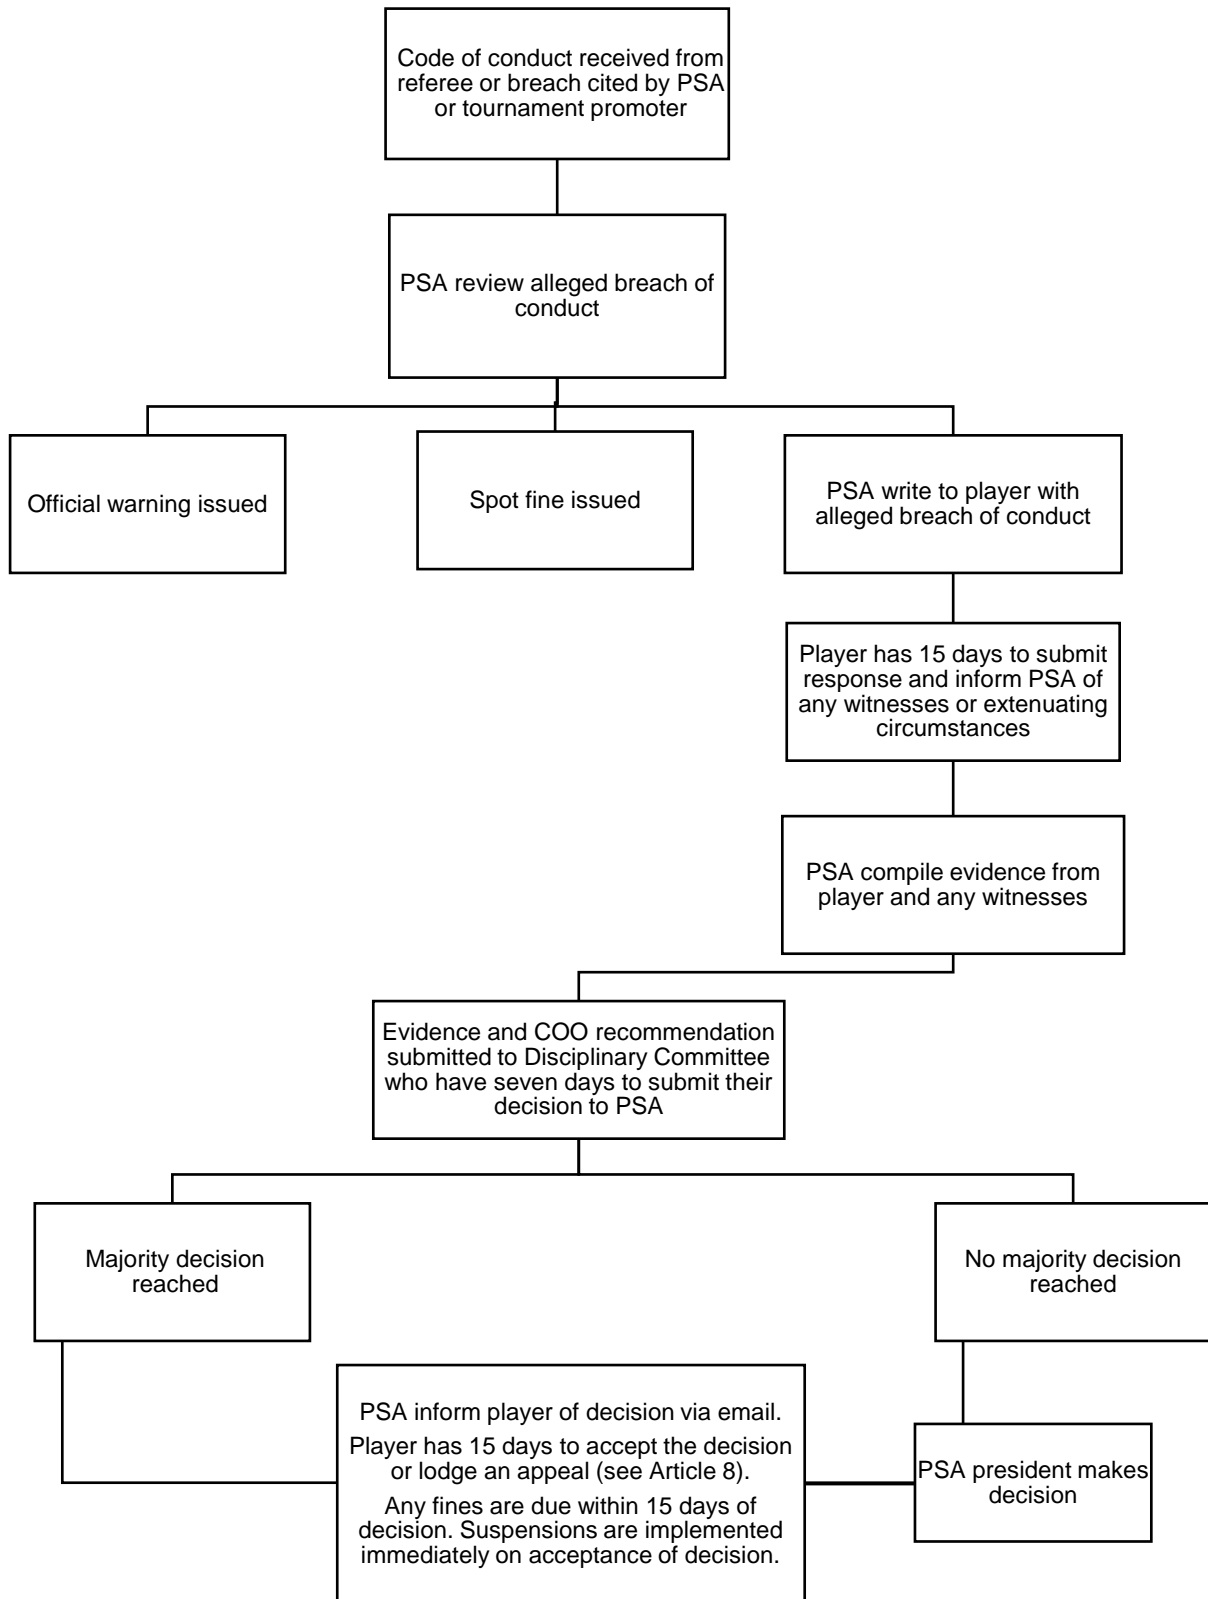 Code of conduct received from
referee or breach cited by PSA
or tournament promoter
PSA review alleged breach of
conduct
Official warning issued
Spot fine issued
PSA write to player with
alleged breach of conduct
Player has 15 days to submit
response and inform PSA of
any witnesses or extenuating
circumstances
PSA compile evidence from
player and any witnesses
Evidence and COO recommendation
submitted to Disciplinary Committee
who have seven days to submit their
decision to PSA
Majority decision
reached
No majority decision
reached
PSA inform player of decision via email.
Player has 15 days to accept the decision
or lodge an appeal (see Article 8).
Any fines are due within 15 days of
decision. Suspensions are implemented
immediately on acceptance of decision.
PSA president makes
decision